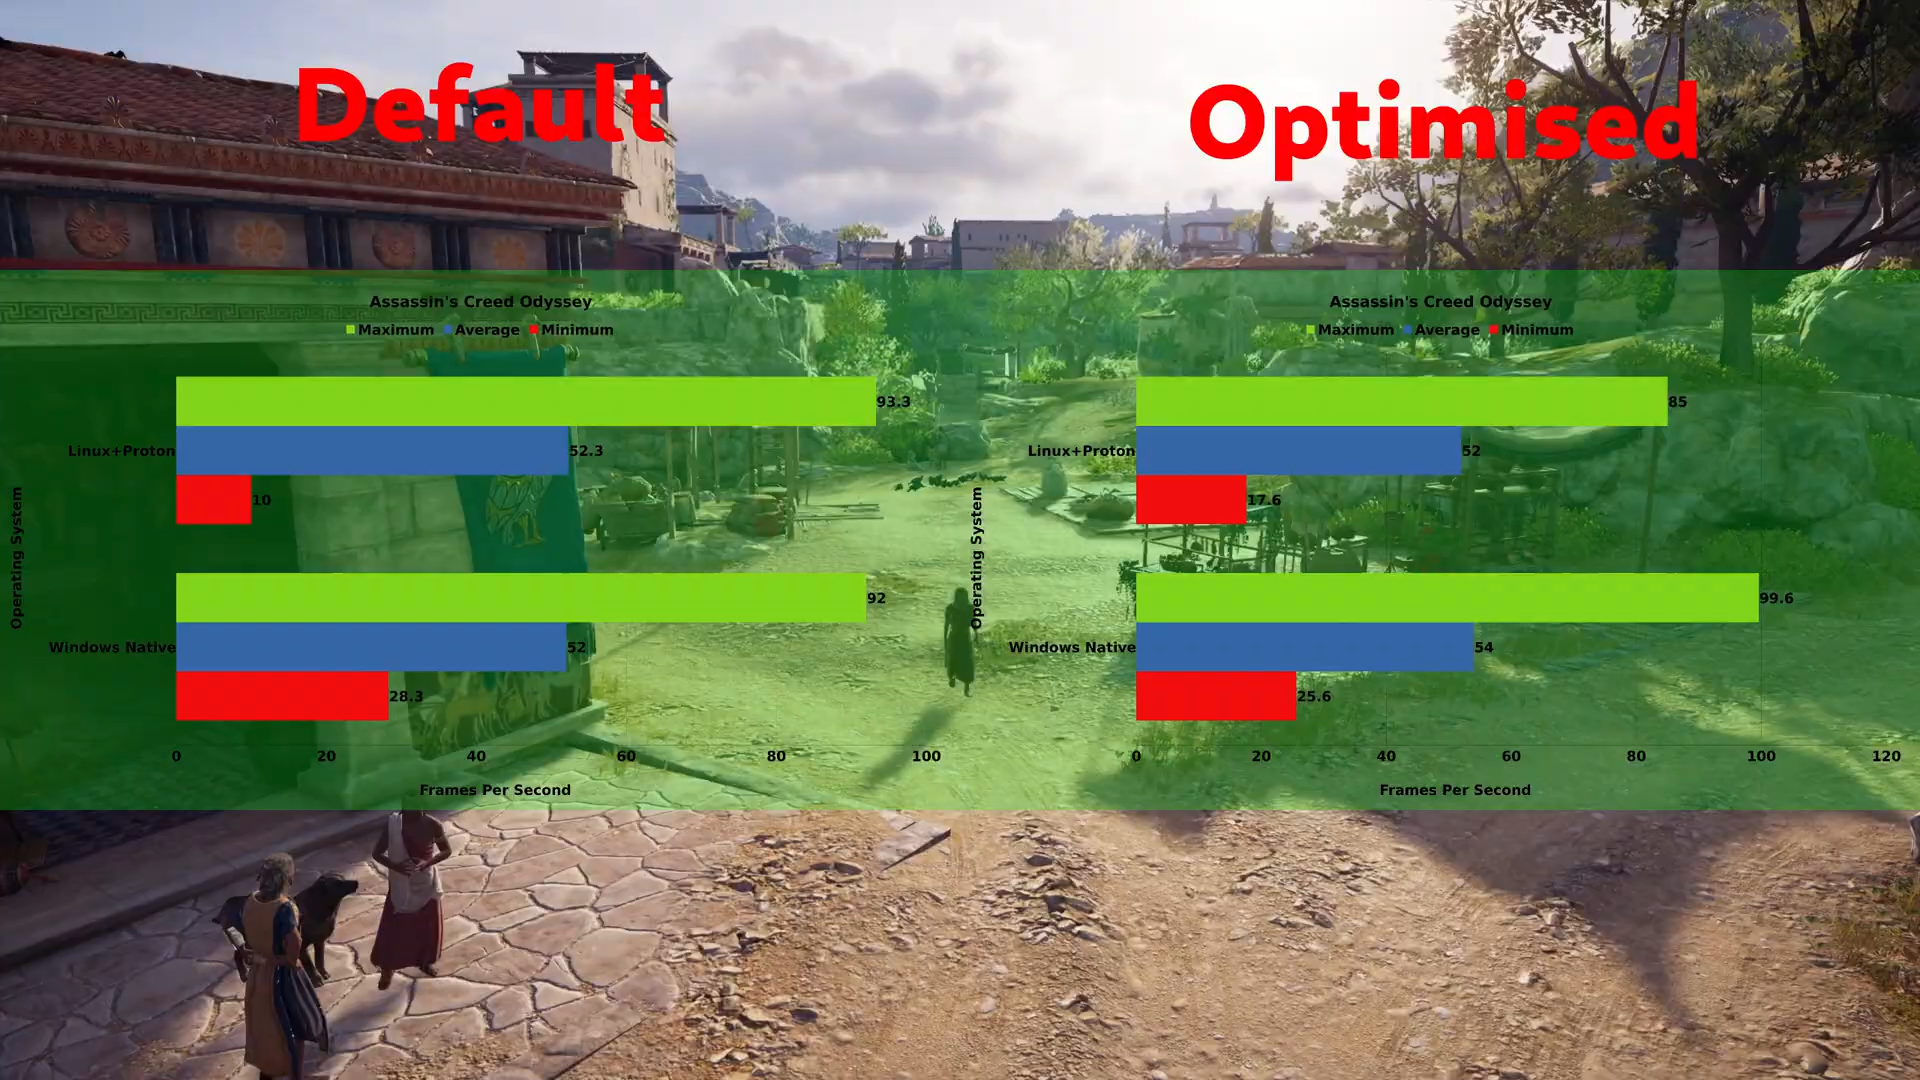 Default
Optimised
Assassin's Creed Odyssey
Maximum Average Minimum
93.3
Linux+Proton
52.3
10
Operating System
92
Windows Native
52
28.3
0 20 40 60 80 100
Frames Per Second
Assassin's Creed Odyssey
Maximum Average Minimum
85
Linux+Proton
52
17.6
Operating System
99.6
Windows Native
54
25.6
0 20 40 60 80 100 120
Frames Per Second